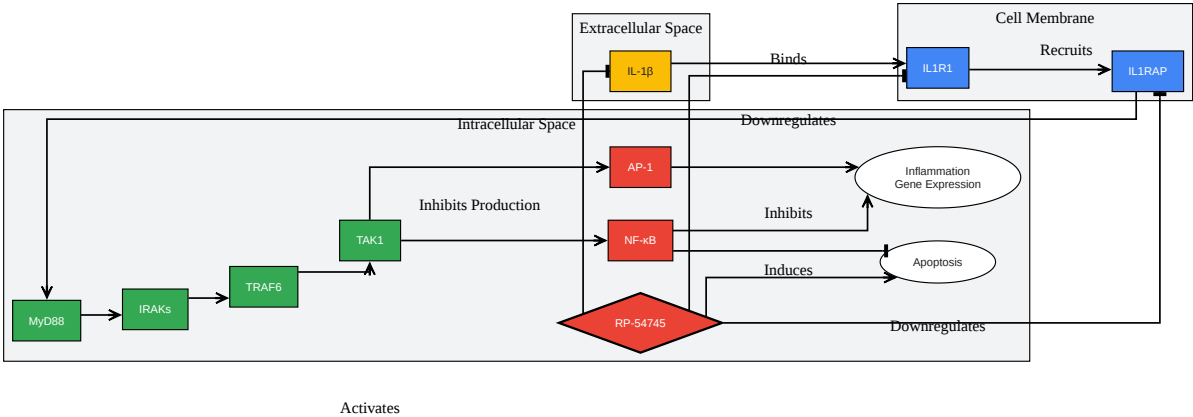 Cell Membrane
Extracellular Space
Recruits
Binds
IL-1β
IL1R1
IL1RAP
Intracellular Space
Downregulates
AP-1
Inflammation
Gene Expression
Inhibits Production
Inhibits
TAK1
NF-κB
Apoptosis
Induces
TRAF6
IRAKs
MyD88
RP-54745
Downregulates
Activates